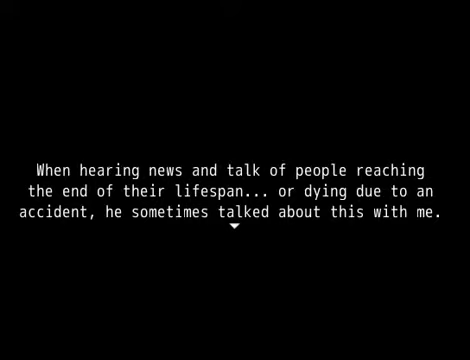 When hearing news and talk of people reaching
the end of their lifespan... or dying due to an
accident, he sometimes talked about this with me.